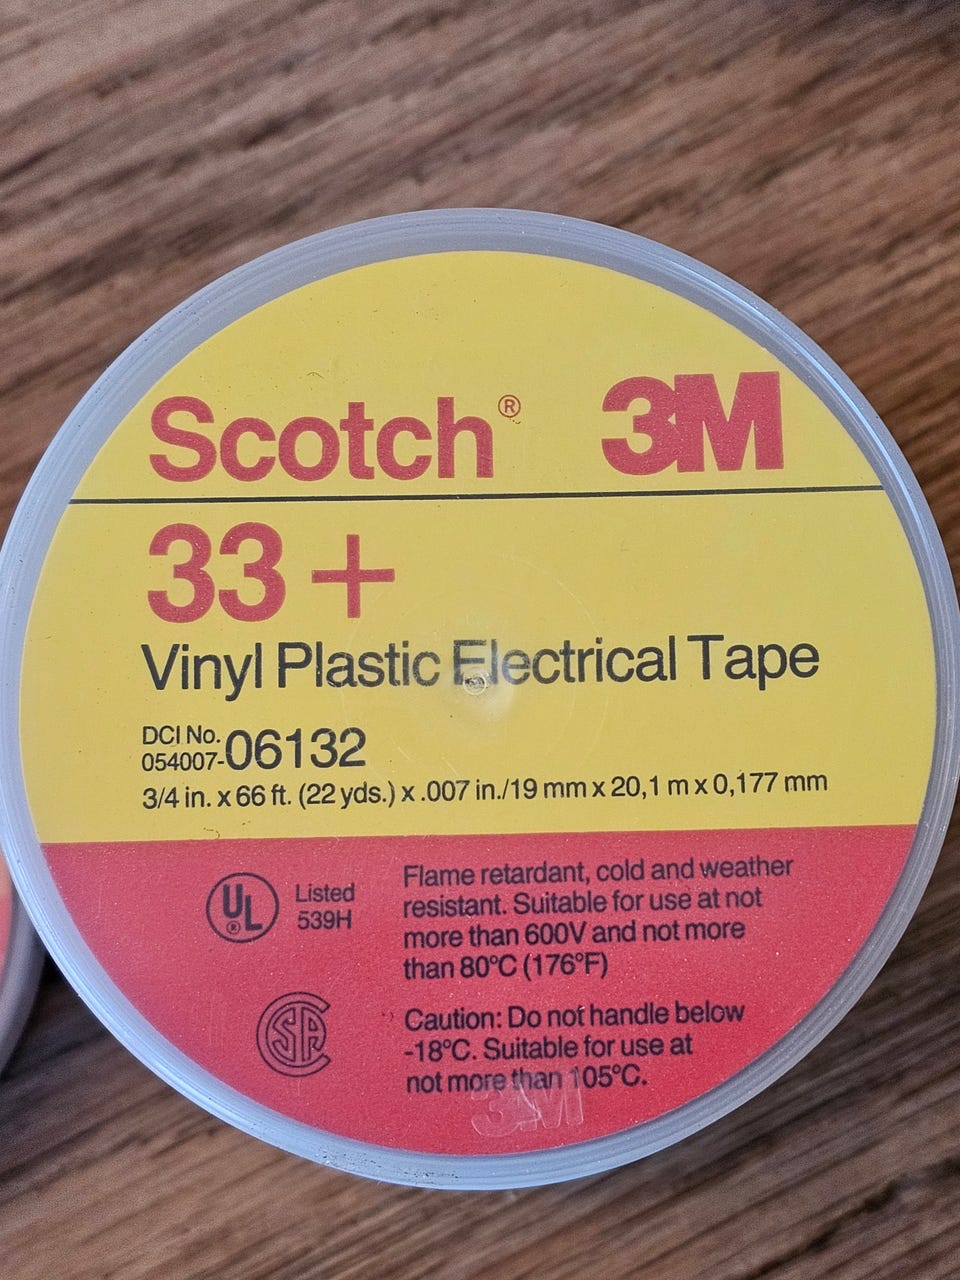 Scotch® 3M
33+
Vinyl Plastic Electrical Tape
DCI No.
054007-06132
3/4 in. x 66 ft. (22 yds.) x .007 in./19 mm x 20,1 m x 0,177 mm
UL®
Listed
539H
Flame retardant, cold and weather
resistant. Suitable for use at not
more than 600V and not more
than 80°C (176°F)
CSA
Caution: Do not handle below
-18°C. Suitable for use at
not more than 105°C.
3M